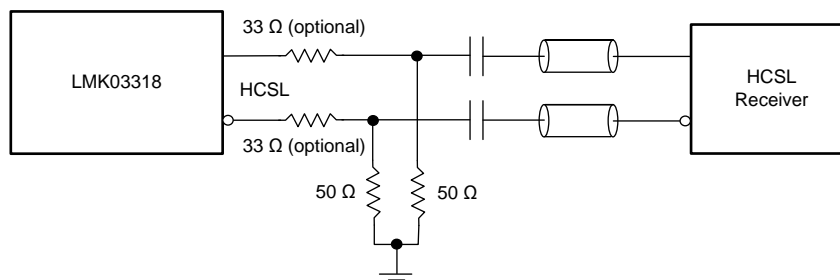 33 Ω (optional)
LMK03318
HCSL
33 Ω (optional)
50 Ω
50 Ω
HCSL
Receiver